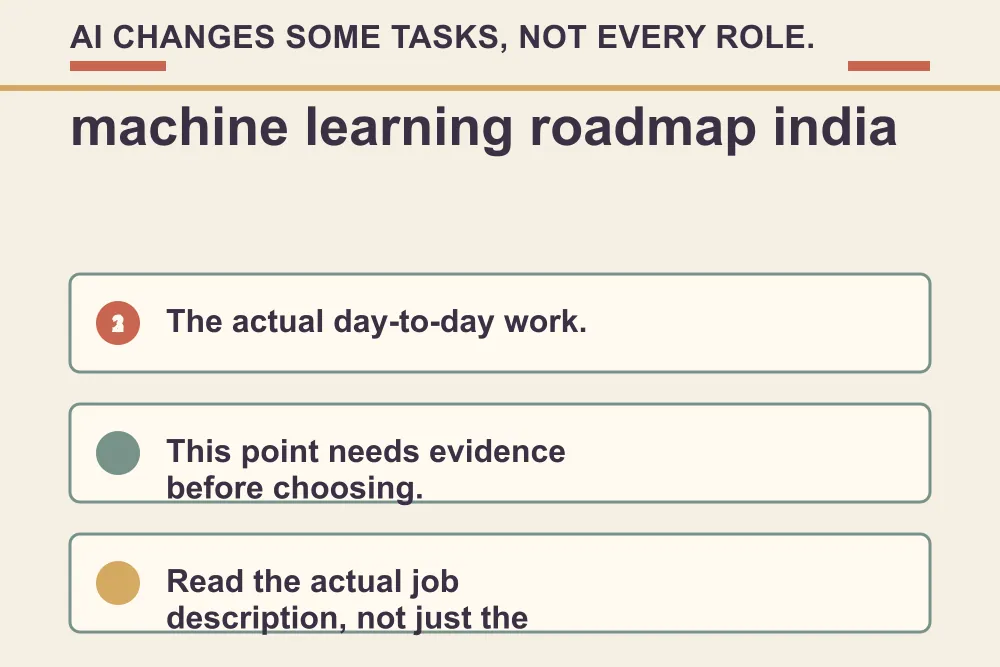 AI CHANGES SOME TASKS, NOT EVERY ROLE.
machine learning roadmap india
The actual day-to-day work.
This point needs evidence
before choosing.
Read the actual job
description, not just the